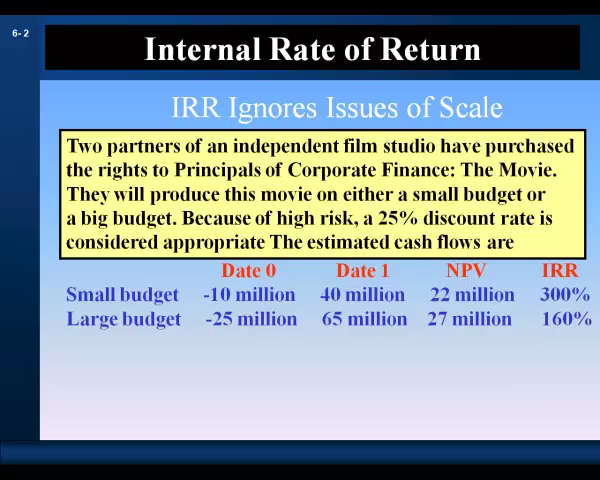 6- 2
Internal Rate of Return
IRR Ignores Issues of Scale
Two partners of an independent film studio have purchased
the rights to Principals of Corporate Finance: The Movie.
They will produce this movie on either a small budget or
a big budget. Because of high risk, a 25% discount rate is
considered appropriate The estimated cash flows are
Date 0 Date 1 NPV IRR
Small budget -10 million 40 million 22 million 300%
Large budget -25 million 65 million 27 million 160%